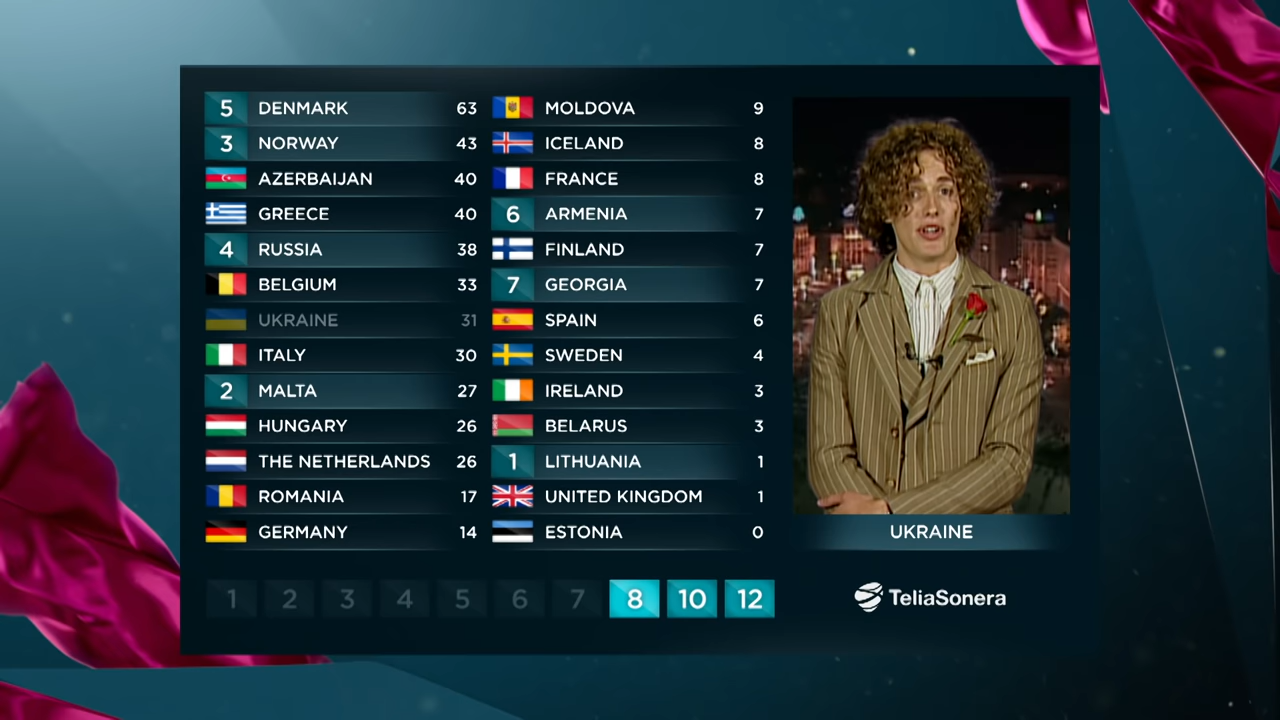 5 DENMARK 63
3 NORWAY 43
AZERBAIJAN 40
GREECE 40
4 RUSSIA 38
BELGIUM 33
UKRAINE 31
ITALY 30
2 MALTA 27
HUNGARY 26
THE NETHERLANDS 26
ROMANIA 17
GERMANY 14
MOLDOVA 9
ICELAND 8
FRANCE 8
6 ARMENIA 7
FINLAND 7
7 GEORGIA 7
SPAIN 6
SWEDEN 4
IRELAND 3
BELARUS 3
1 LITHUANIA 1
UNITED KINGDOM 1
ESTONIA 0
UKRAINE
1 2 3 4 5 6 7 8 10 12
TeliaSonera